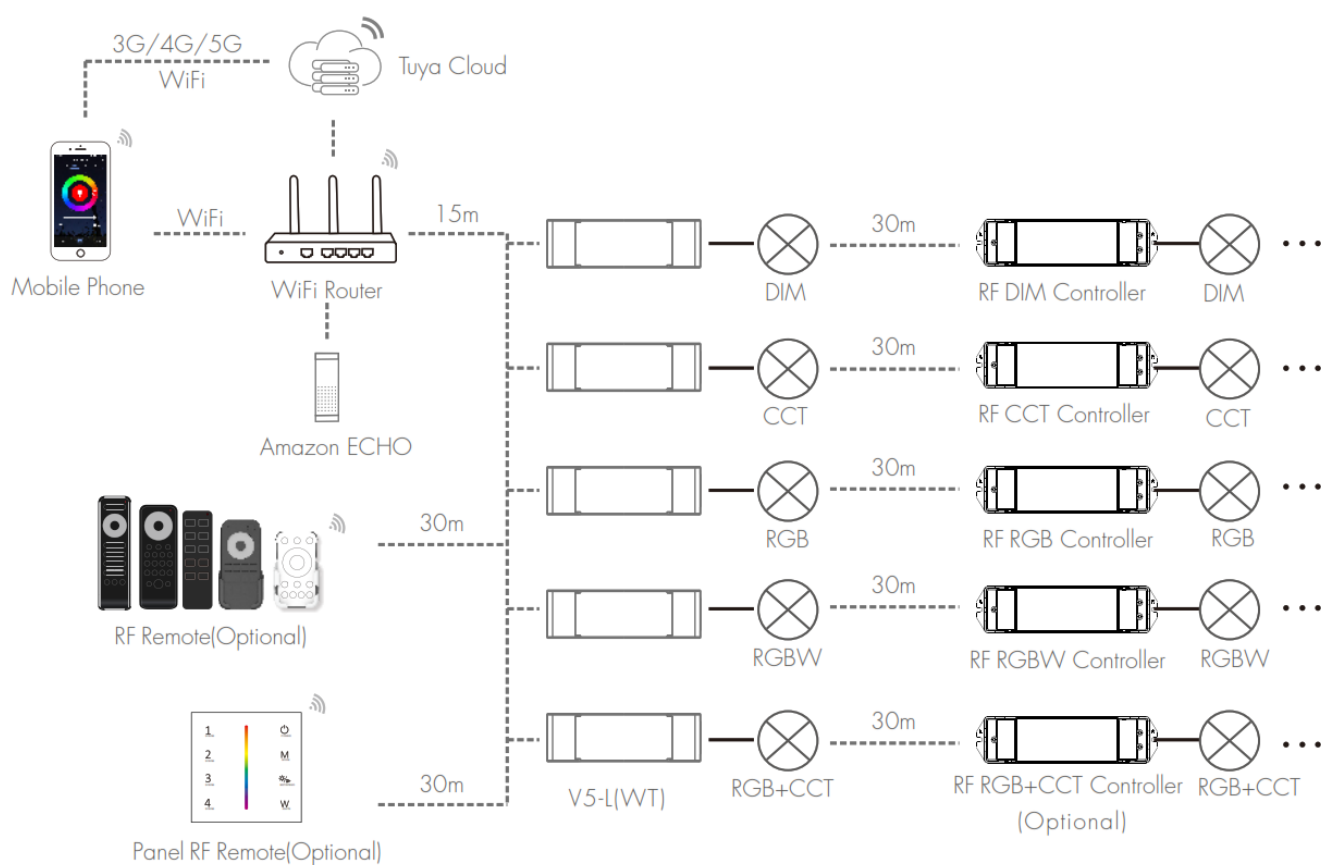 3G/4G/5G
WiFi
Tuya Cloud
WiFi
15m
Mobile Phone
WiFi Router
Amazon ECHO
30m
RF Remote(Optional)
1
2
3
4
M
W
30m
Panel RF Remote(Optional)
DIM
30m
RF DIM Controller
DIM
CCT
30m
RF CCT Controller
CCT
RGB
30m
RF RGB Controller
RGB
RGBW
30m
RF RGBW Controller
RGBW
V5-L(WT)
RGB+CCT
30m
RF RGB+CCT Controller
(Optional)
RGB+CCT